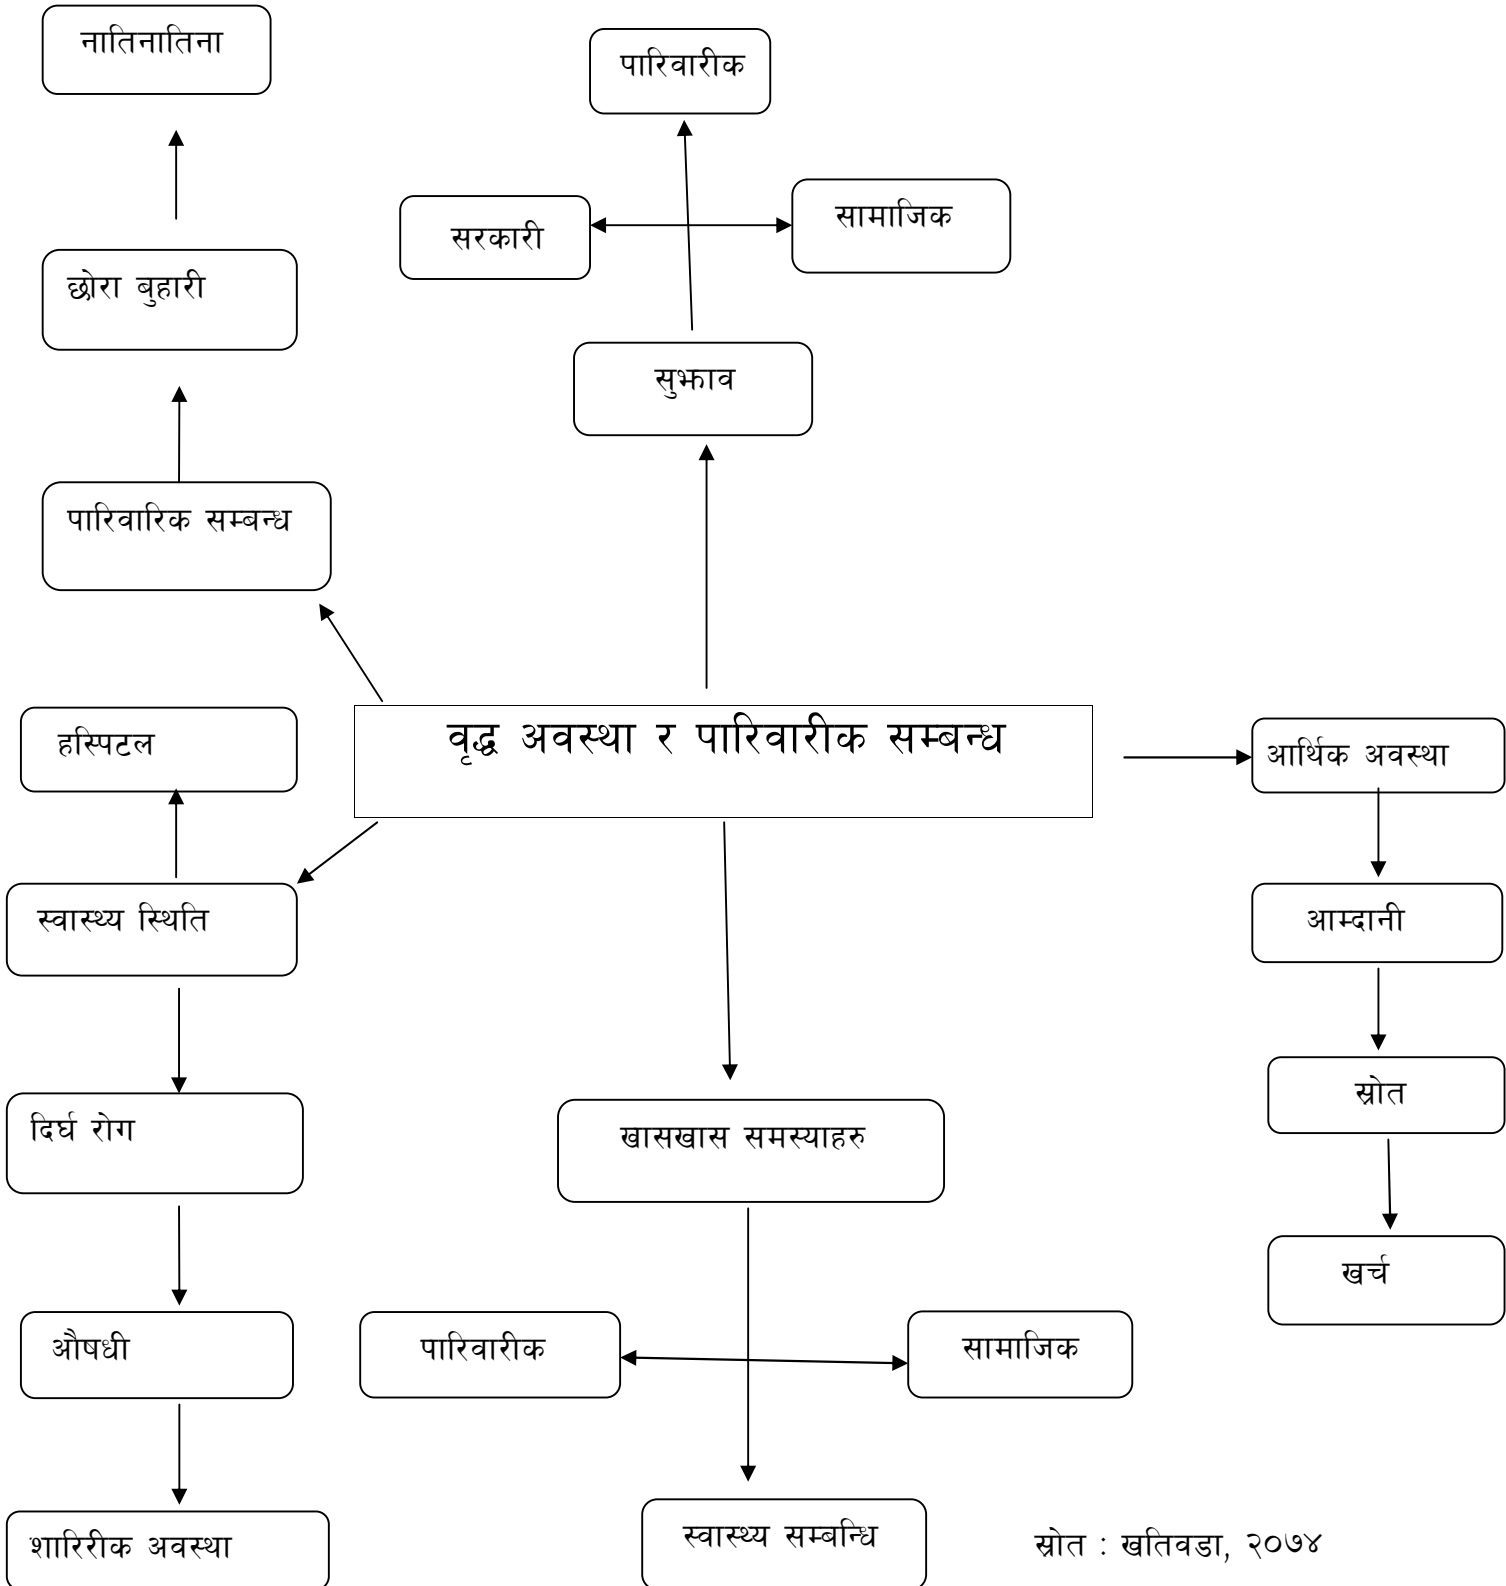 नातिनातिना
पारिवारीक
सरकारी
सामाजिक
छोरा बुहारी
सुझाव
पारिवारिक सम्बन्ध
वृद्ध अवस्था र पारिवारीक सम्बन्ध
हस्पिटल
आर्थिक अवस्था
स्वास्थ्य स्थिति
आम्दानी
स्रोत
दिर्घ रोग
खासखास समस्याहरु
खर्च
औषधी
पारिवारीक
सामाजिक
शारिरीक अवस्था
स्वास्थ्य सम्बन्धि
स्रोत : खतिवडा, २०७४